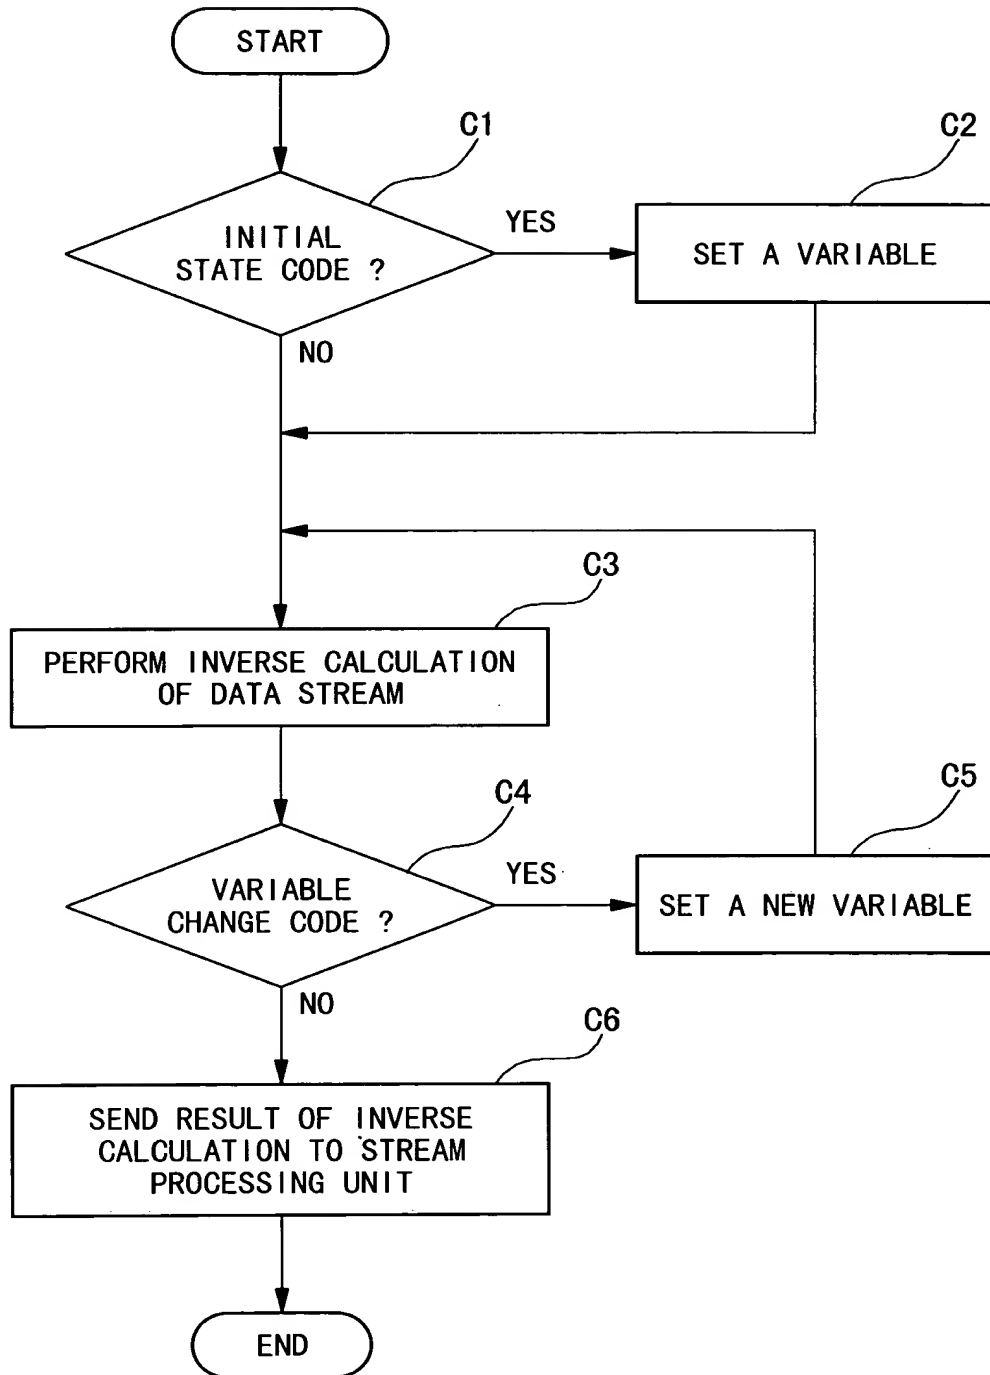 START
C1
C2
INITIAL
STATE CODE ?
YES
SET A VARIABLE
NO
C3
PERFORM INVERSE CALCULATION
OF DATA STREAM
C4
C5
VARIABLE
CHANGE CODE ?
YES
SET A NEW VARIABLE
NO
C6
SEND RESULT OF INVERSE
CALCULATION TO STREAM
PROCESSING UNIT
END